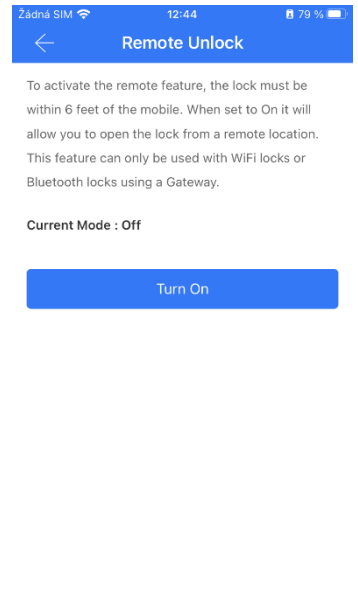 Žádná SIM 12:44 79 %
Remote Unlock
To activate the remote feature, the lock must be
within 6 feet of the mobile. When set to On it will
allow you to open the lock from a remote location.
This feature can only be used with WiFi locks or
Bluetooth locks using a Gateway.
Current Mode : Off
Turn On